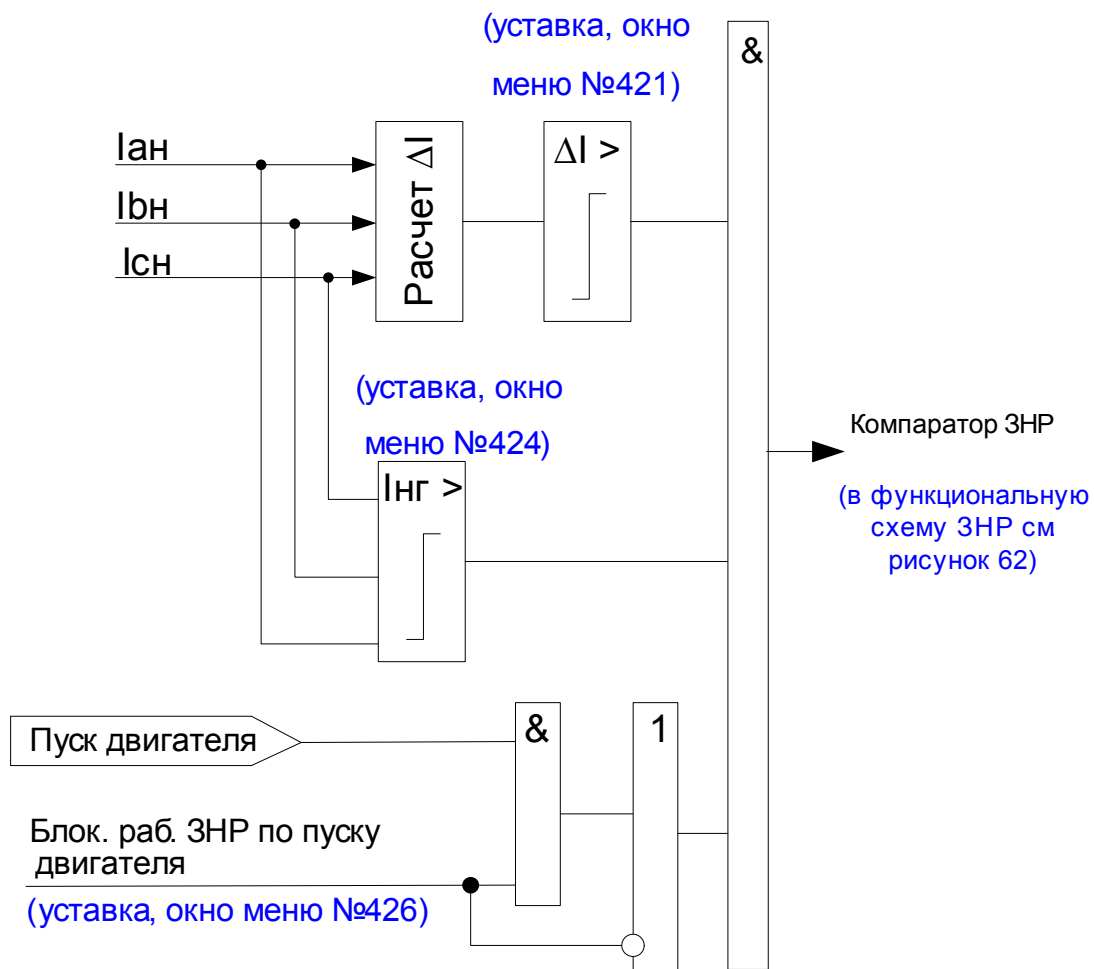 (уставка, окно
меню №421)
&
Iан
Ibн
Icн
Расчет ΔI
ΔI >
(уставка, окно
меню №424)
Iнг >
Компаратор ЗНР
(в функциональную
схему ЗНР см
рисунок 62)
Пуск двигателя
&
1
Блок. раб. ЗНР по пуску
двигателя
(уставка, окно меню №426)